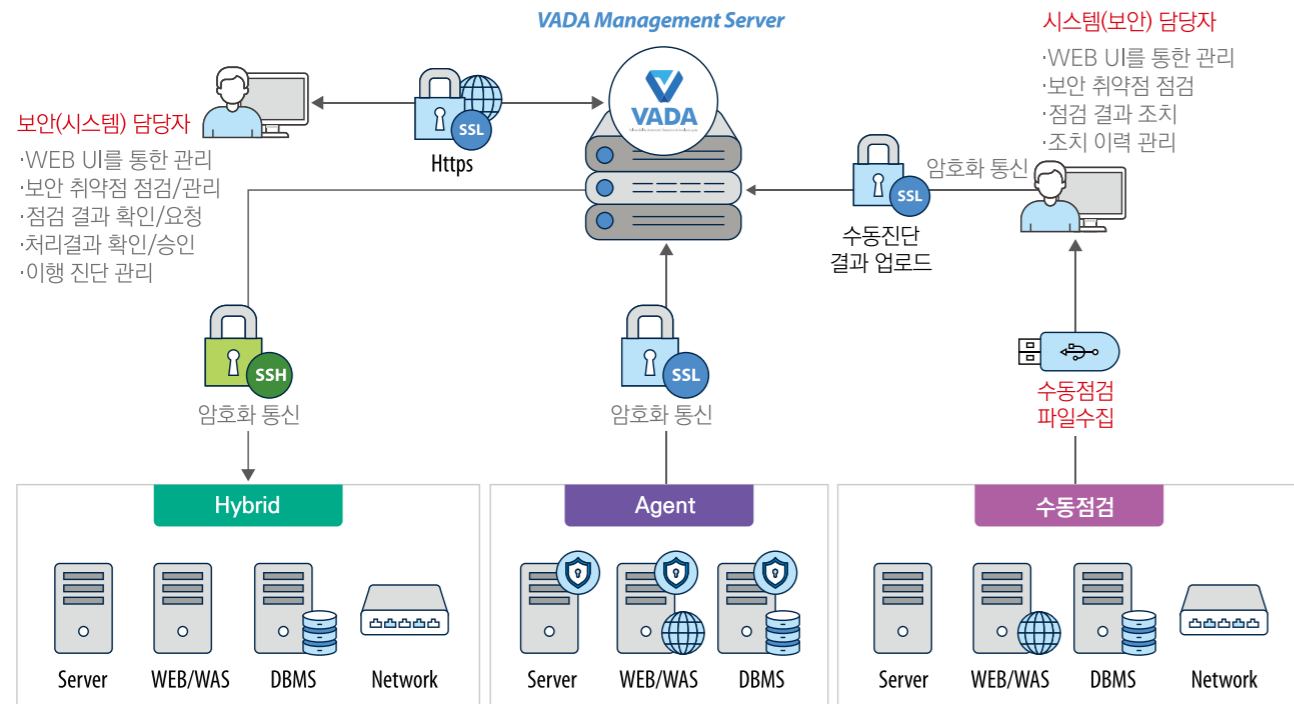 VADA Management Server
시스템(보안) 담당자
·WEB UI를 통한 관리
·보안 취약점 점검
·점검 결과 조치
·조치 이력 관리
보안(시스템) 담당자
·WEB UI를 통한 관리
·보안 취약점 점검/관리
·점검 결과 확인/요청
·처리결과 확인/승인
·이행 진단 관리
SSL
Https
VADA
암호화 통신
SSL
수동진단
결과 업로드
SSH
암호화 통신
SSL
암호화 통신
수동점검
파일수집
Hybrid
Server
WEB/WAS
DBMS
Network
Agent
Server
WEB/WAS
DBMS
수동점검
Server
WEB/WAS
DBMS
Network